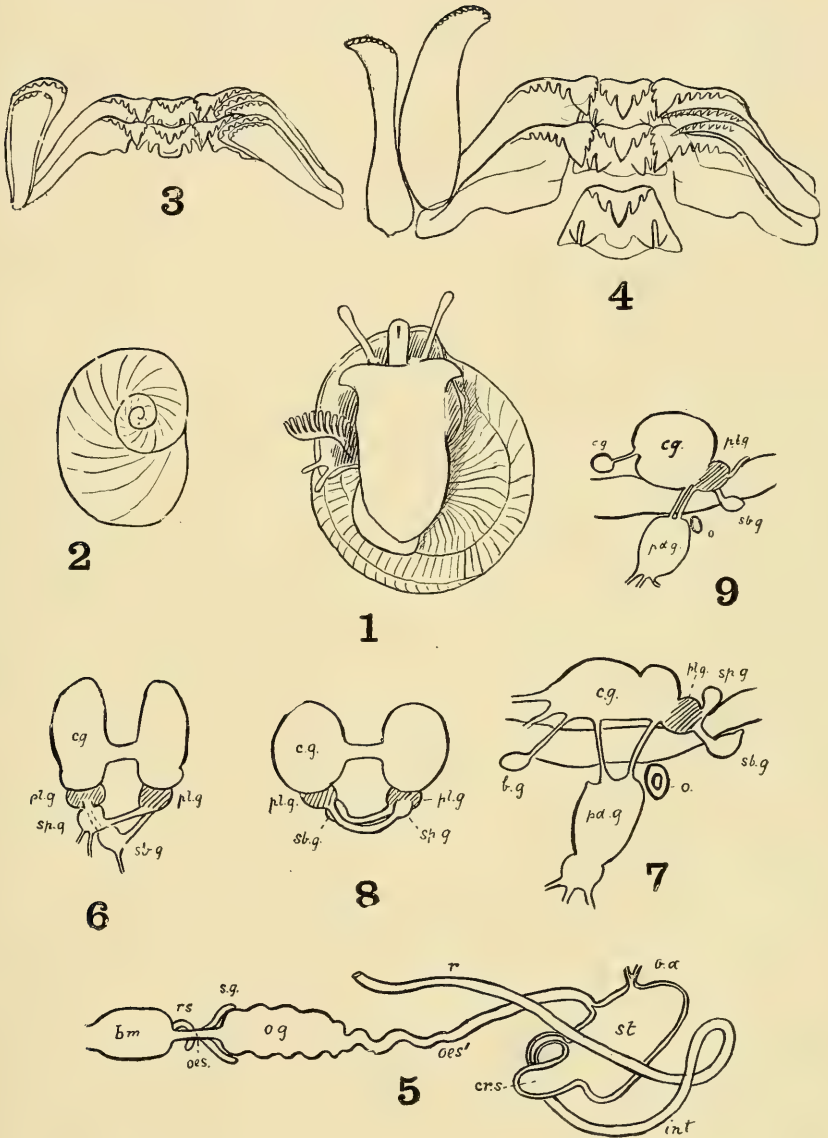 3
4
2
1
cg
c.g.
pl.g
sb.g
pd.g.
o
9
cg
pl.g
pl.g
sp.g
sb.g
6
c.g.
pl.g.
pl.g
sb.g.
sp.g
8
c.g.
pl.g.
sp.g
sb.g
b.g
o.
pd.g
7
bm
rs
s.g.
oes.
og
oes'
r
b.d
st
cr.s
int
5